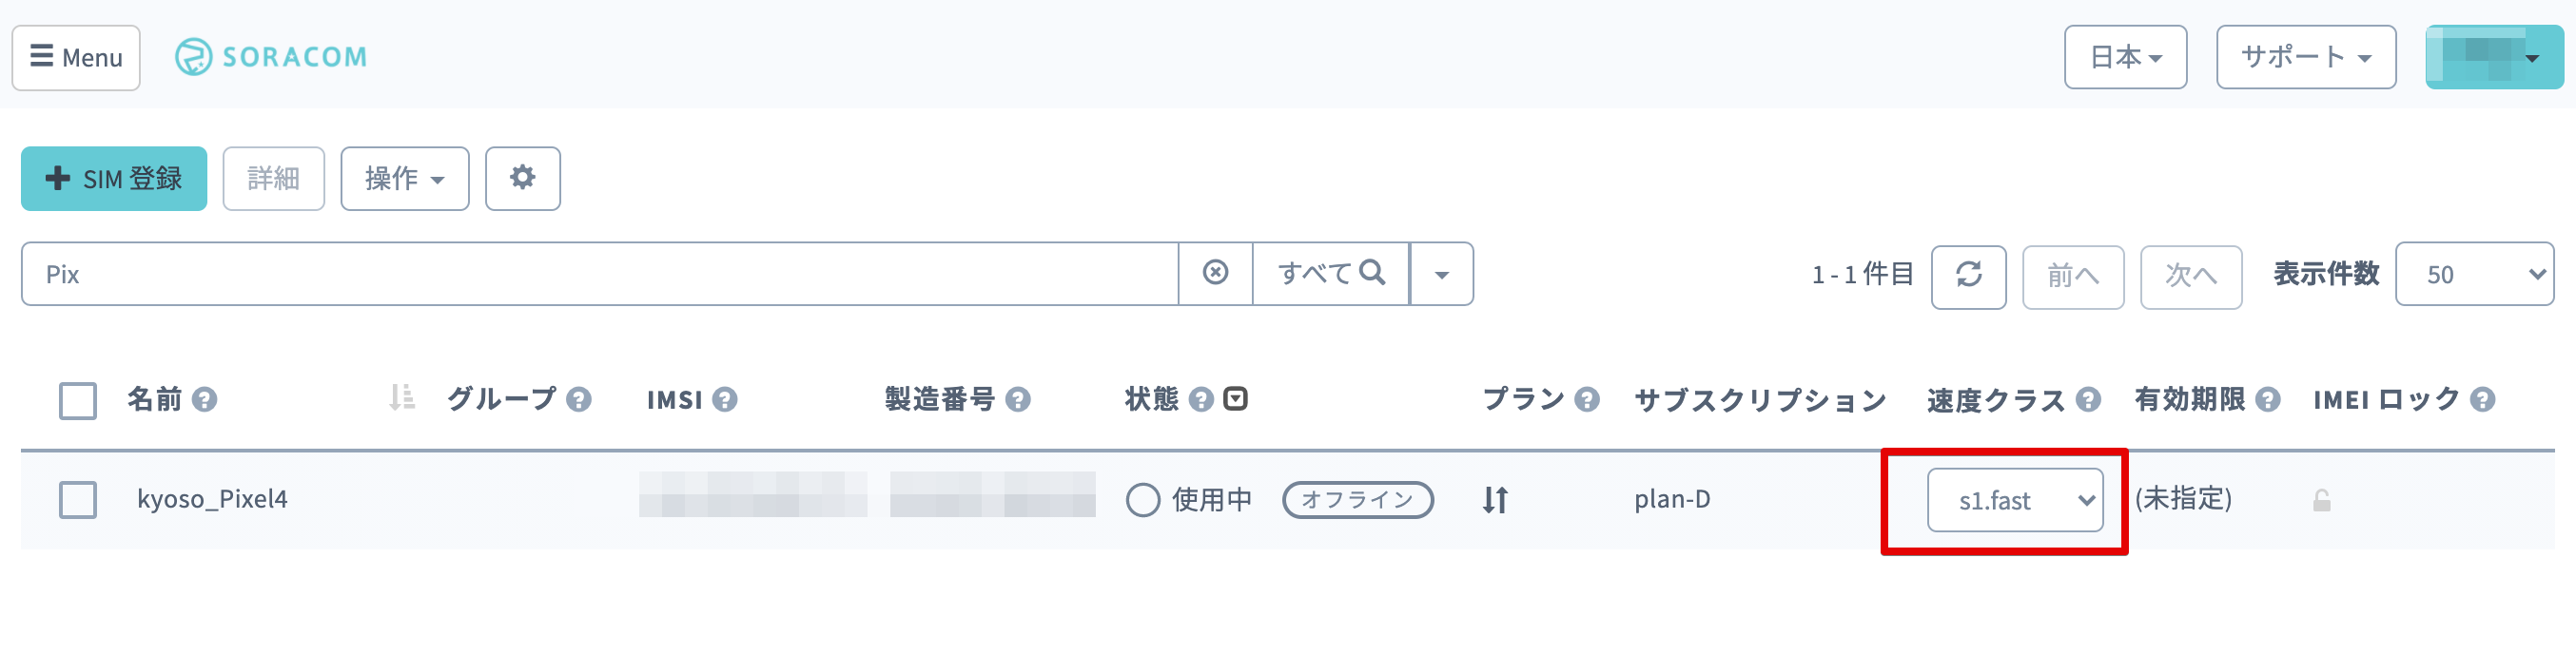 Menu SORACOM 日本 サポート
SIM 登録 詳細 操作
Pix すべて 1 - 1 件目 前へ 次へ 表示件数 50
名前 グループ IMSI 製造番号 状態 プラン サブスクリプション 速度クラス 有効期限 IMEI ロック
kyoso_Pixel4 使用中 オフライン plan-D s1.fast (未指定)